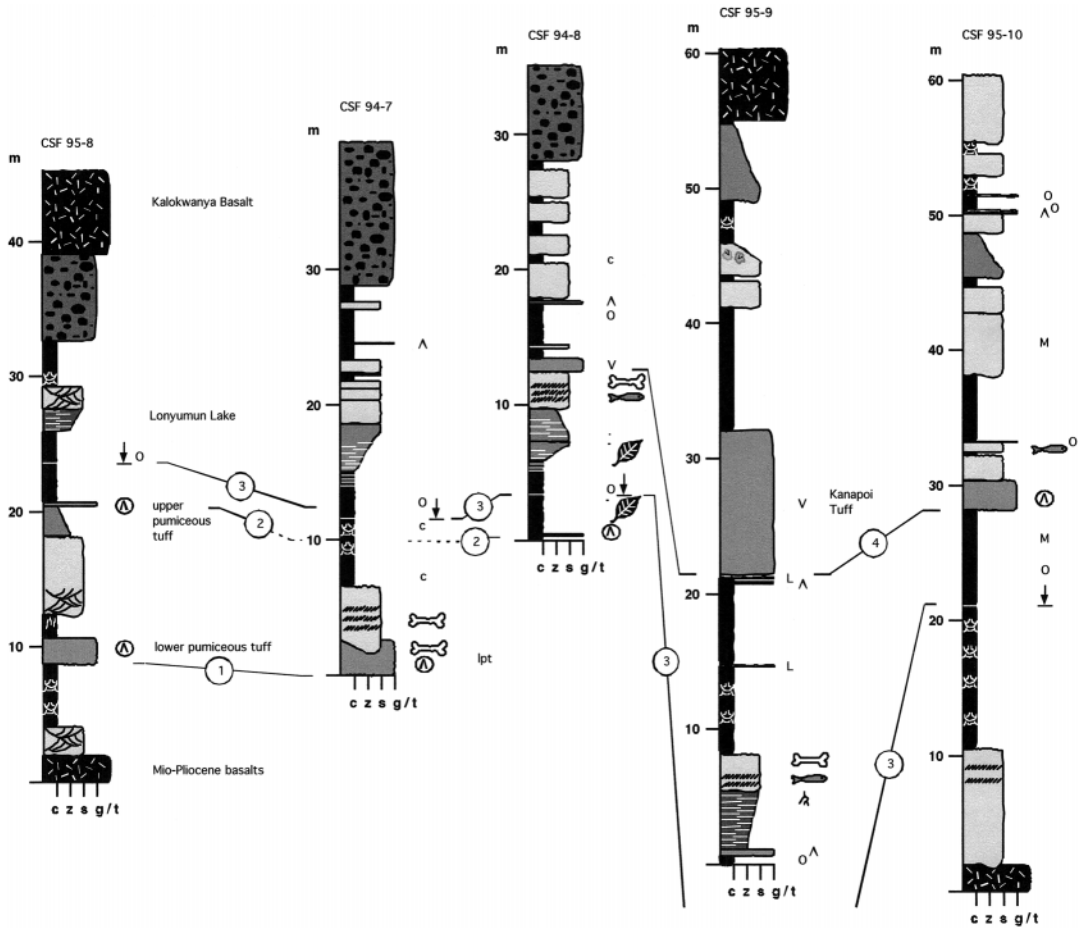 CSF 95-8
m
40
30
20
10
c z s g/t
Kalokwanya Basalt
Lonyumun Lake
O
3
Λ
upper
pumiceous
tuff
2
Λ
lower pumiceous tuff
1
Mio-Pliocene basalts
CSF 94-7
m
30
20
10
c z s g/t
Λ
O
c
3
2
c
Λ
lpt
CSF 94-8
m
30
20
10
c z s g/t
c
Λ
O
V
O
Λ
3
CSF 95-9
m
60
50
40
30
20
10
c z s g/t
V
Kanapoi
Tuff
4
L Λ
L
O Λ
3
CSF 95-10
m
60
50
40
30
20
10
c z s g/t
O
Λ O
M
O
Λ
M
O